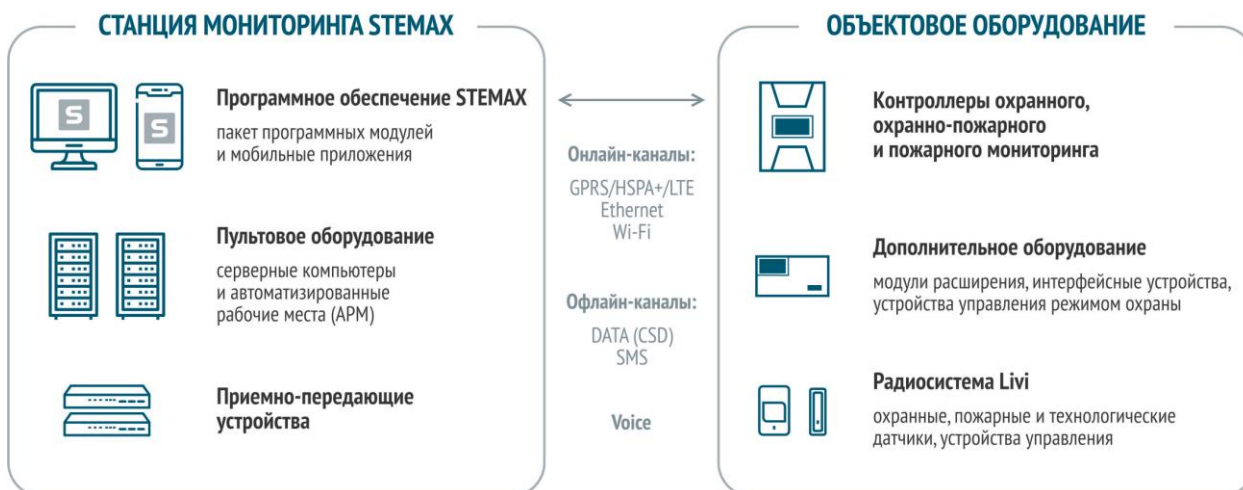 СТАНЦИЯ МОНИТОРИНГА STEMAX
S
S
Программное обеспечение STEMAX
пакет программных модулей
и мобильные приложения
Пультовое оборудование
серверные компьютеры
и автоматизированные
рабочие места (АРМ)
Приемно-передающие
устройства
Онлайн-каналы:
GPRS/HSPA+/LTE
Ethernet
Wi-Fi
Офлайн-каналы:
DATA (CSD)
SMS
Voice
ОБЪЕКТОВОЕ ОБОРУДОВАНИЕ
Контроллеры охранного,
охранно-пожарного
и пожарного мониторинга
Дополнительное оборудование
модули расширения, интерфейсные устройства,
устройства управления режимом охраны
Радиосистема Livi
охранные, пожарные и технологические
датчики, устройства управления